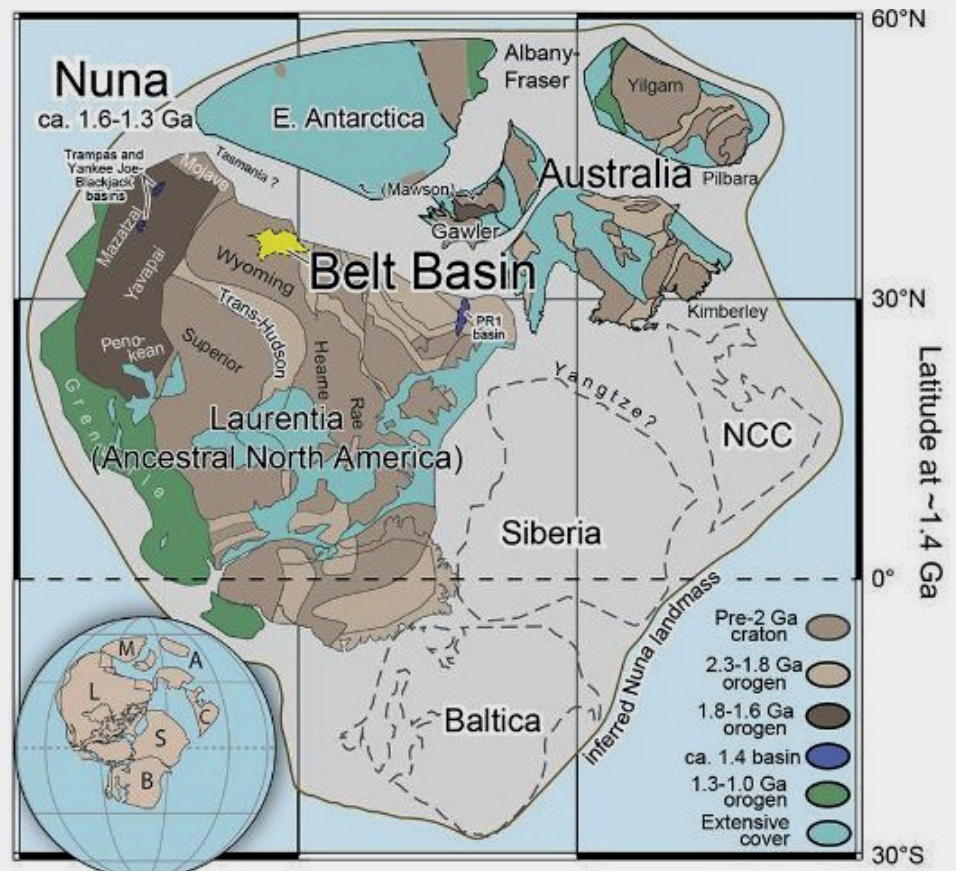 60°N
Nuna
ca. 1.6-1.3 Ga
Albany-
Fraser
Yilgarn
E. Antarctica
Trampas and
Yankee Joe-
Blackjack
basins
Mojave
Tasmania ?
(Mawson)
Australia
Pilbara
Gawler
Mazatzal
Yavapai
Wyoming
Belt Basin
30°N
Kimberley
PR1
basin
Trans-Hudson
Peno-
kean
Superior
Hearne
Rae
Yangtze?
Grenville
Laurentia
(Ancestral North America)
NCC
Siberia
Latitude at ~1.4 Ga
0°
inferred Nuna landmass
Baltica
Pre-2 Ga
craton
2.3-1.8 Ga
orogen
1.8-1.6 Ga
orogen
ca. 1.4 basin
1.3-1.0 Ga
orogen
Extensive
cover
30°S
M
A
L
C
S
B